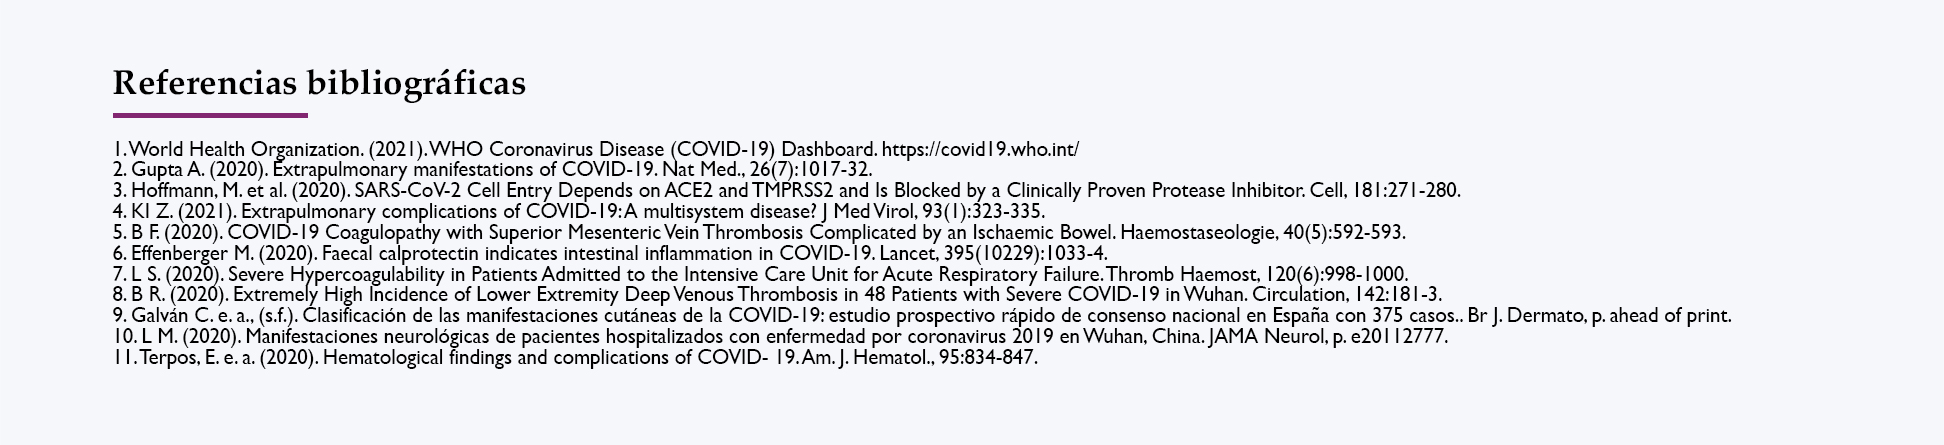 Referencias bibliográficas
1. World Health Organization. (2021). WHO Coronavirus Disease (COVID-19) Dashboard. https://covid19.who.int/
2. Gupta A. (2020). Extrapulmonary manifestations of COVID-19. Nat Med., 26(7):1017-32.
3. Hoffmann, M. et al. (2020). SARS-CoV-2 Cell Entry Depends on ACE2 and TMPRSS2 and Is Blocked by a Clinically Proven Protease Inhibitor. Cell, 181:271-280.
4. KI Z. (2021). Extrapulmonary complications of COVID-19: A multisystem disease? J Med Virol, 93(1):323-335.
5. B F. (2020). COVID-19 Coagulopathy with Superior Mesenteric Vein Thrombosis Complicated by an Ischaemic Bowel. Haemostaseologie, 40(5):592-593.
6. Effenberger M. (2020). Faecal calprotectin indicates intestinal inflammation in COVID-19. Lancet, 395(10229):1033-4.
7. L S. (2020). Severe Hypercoagulability in Patients Admitted to the Intensive Care Unit for Acute Respiratory Failure. Thromb Haemost, 120(6):998-1000.
8. B R. (2020). Extremely High Incidence of Lower Extremity Deep Venous Thrombosis in 48 Patients with Severe COVID-19 in Wuhan. Circulation, 142:181-3.
9. Galván C. e. a., (s.f.). Clasificación de las manifestaciones cutáneas de la COVID-19: estudio prospectivo rápido de consenso nacional en España con 375 casos.. Br J. Dermato, p. ahead of print.
10. L M. (2020). Manifestaciones neurológicas de pacientes hospitalizados con enfermedad por coronavirus 2019 en Wuhan, China. JAMA Neurol, p. e20112777.
11. Terpos, E. e. a. (2020). Hematological findings and complications of COVID- 19. Am. J. Hematol., 95:834-847.